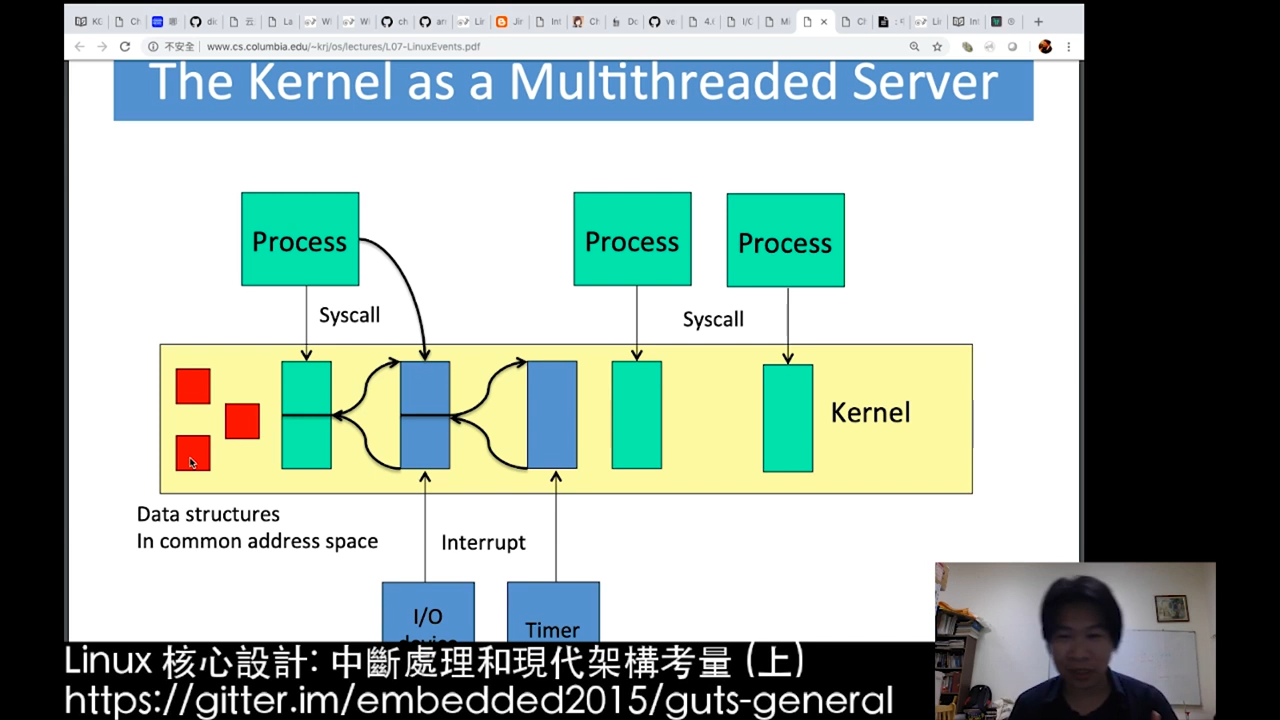 不安全 www.cs.columbia.edu/~krj/os/lectures/L07-LinuxEvents.pdf
The Kernel as a Multithreaded Server
Process
Process
Process
Syscall
Syscall
Kernel
Data structures
In common address space
Interrupt
I/O
device
Timer
Linux 核心設計: 中斷處理和現代架構考量 (上)
https://gitter.im/embedded2015/guts-general